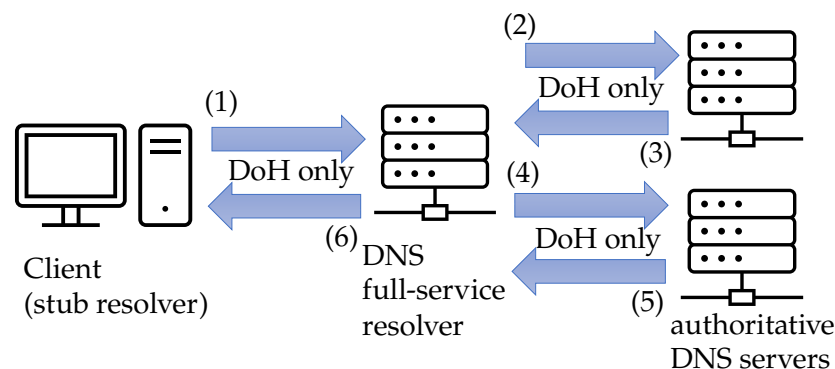 (1)
DoH only
(6)
Client
(stub resolver)
DNS
full-service
resolver
(2)
DoH only
(3)
(4)
DoH only
(5)
authoritative
DNS servers